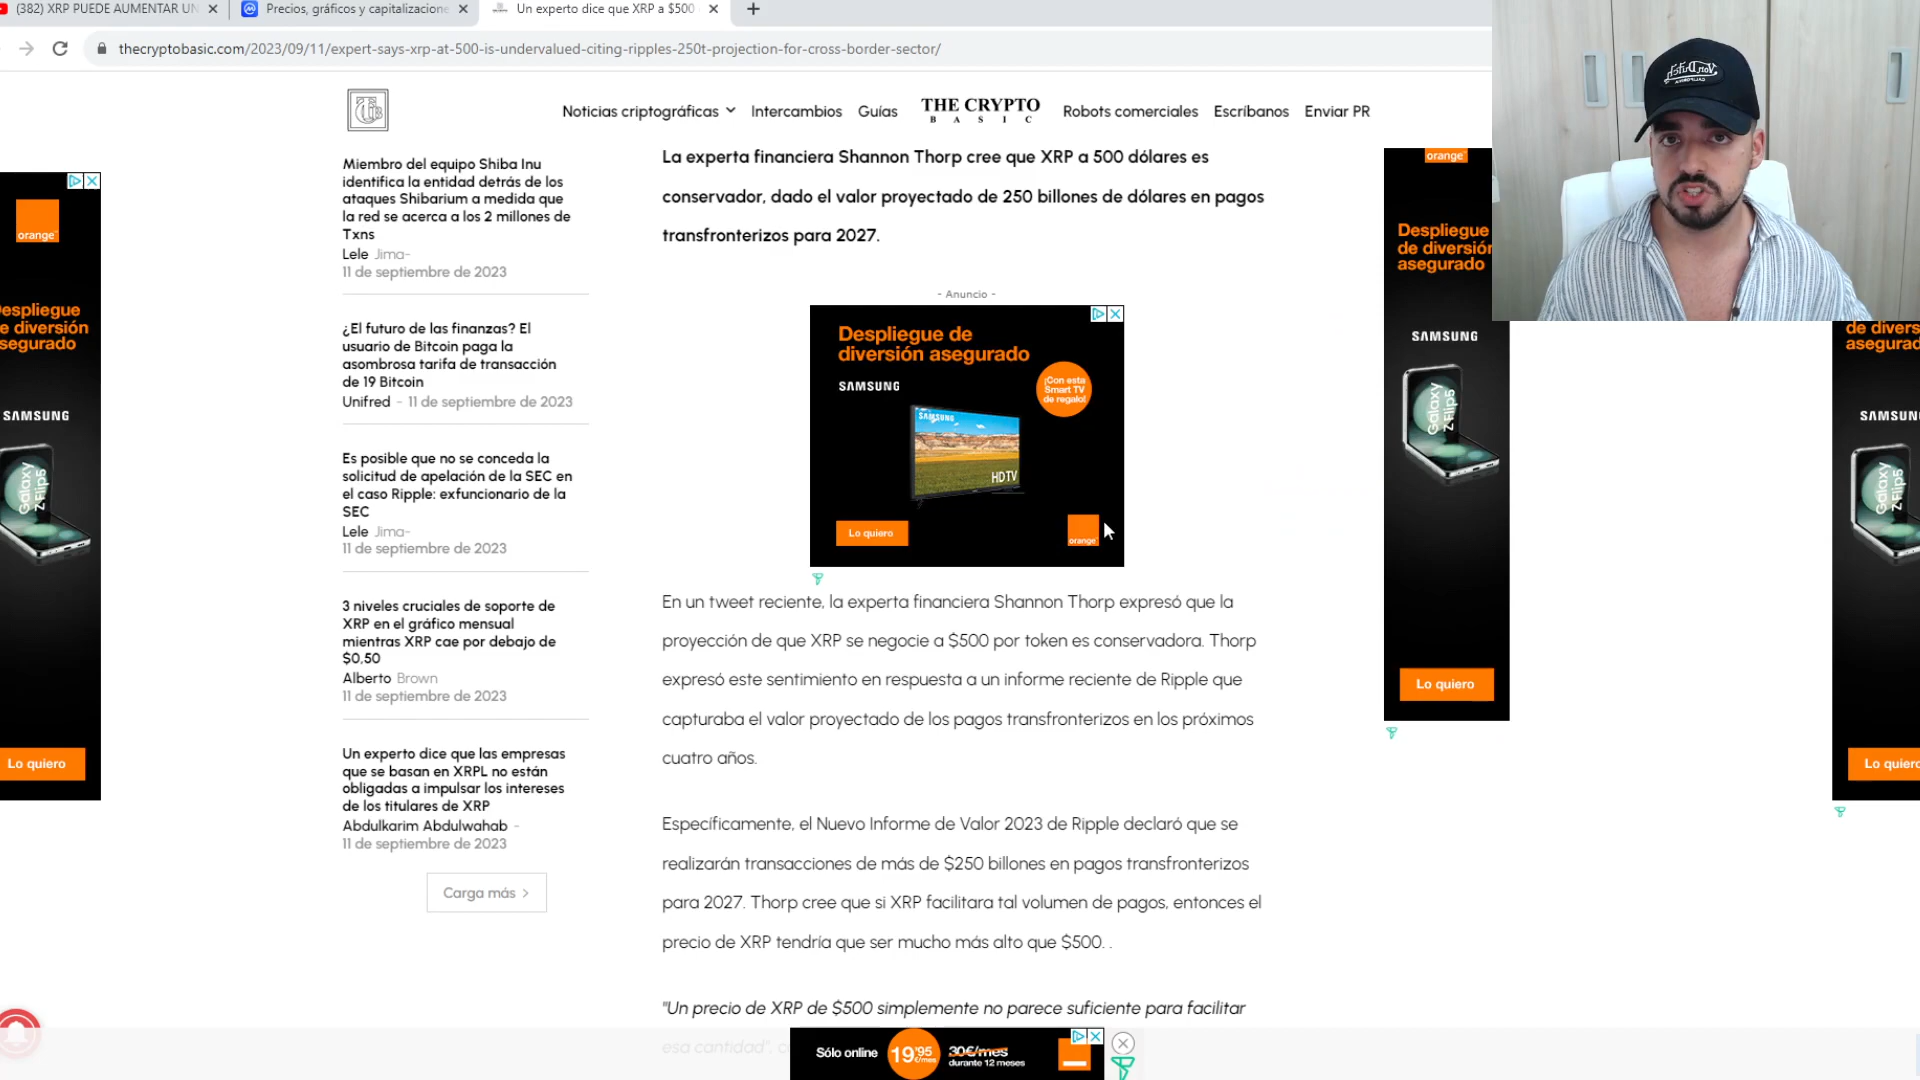 (382) XRP PUEDE AUMENTAR UN
Precios, gráficos y capitalizacione
Un experto dice que XRP a $500
thecryptobasic.com/2023/09/11/expert-says-xrp-at-500-is-undervalued-citing-ripples-250t-projection-for-cross-border-sector/
Noticias criptográficas
Intercambios
Guías
THE CRYPTO
BASIC
Robots comerciales
Escríbanos
Enviar PR
Miembro del equipo Shiba Inu
identifica la entidad detrás de los
ataques Shibarium a medida que
la red se acerca a los 2 millones de
Txns
Lele Jima-
11 de septiembre de 2023
¿El futuro de las finanzas? El
usuario de Bitcoin paga la
asombrosa tarifa de transacción
de 19 Bitcoin
Unifred - 11 de septiembre de 2023
Es posible que no se conceda la
solicitud de apelación de la SEC en
el caso Ripple: exfuncionario de la
SEC
Lele Jima-
11 de septiembre de 2023
3 niveles cruciales de soporte de
XRP en el gráfico mensual
mientras XRP cae por debajo de
$0,50
Alberto Brown
11 de septiembre de 2023
Un experto dice que las empresas
que se basan en XRPL no están
obligadas a impulsar los intereses
de los titulares de XRP
Abdulkarim Abdulwahab -
11 de septiembre de 2023
Carga más >
La experta financiera Shannon Thorp cree que XRP a 500 dólares es
conservador, dado el valor proyectado de 250 billones de dólares en pagos
transfronterizos para 2027.
- Anuncio -
Despliegue de
diversión asegurado
SAMSUNG
¡Con esta
Smart TV
de regalo!
SAMSUNG
HDTV
Lo quiero
orange
En un tweet reciente, la experta financiera Shannon Thorp expresó que la
proyección de que XRP se negocie a $500 por token es conservadora. Thorp
expresó este sentimiento en respuesta a un informe reciente de Ripple que
capturaba el valor proyectado de los pagos transfronterizos en los próximos
cuatro años.
Específicamente, el Nuevo Informe de Valor 2023 de Ripple declaró que se
realizarán transacciones de más de $250 billones en pagos transfronterizos
para 2027. Thorp cree que si XRP facilitara tal volumen de pagos, entonces el
precio de XRP tendría que ser mucho más alto que $500. .
"Un precio de XRP de $500 simplemente no parece suficiente para facilitar
esa cantidad", c
Sólo online
19'95
€/mes
30€/mes
durante 12 meses
orange
espliegue
e diversión
segurado
SAMSUNG
Galaxy
Z Flip5
Lo quiero
orange
Despliegue
de diversión
asegurado
SAMSUNG
Galaxy
Z Flip5
Lo quiero
de divers
asegurad
SAMSUN
Galaxy
Z Flip5
Lo quiero